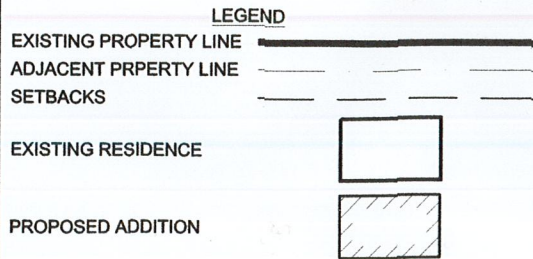 LEGEND
EXISTING PROPERTY LINE
ADJACENT PRPERTY LINE
SETBACKS
EXISTING RESIDENCE
PROPOSED ADDITION